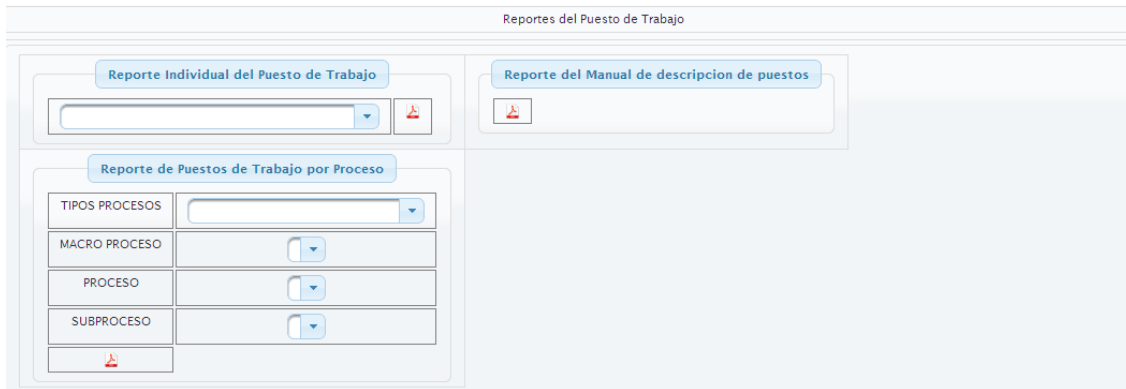 Reportes del Puesto de Trabajo
Reporte Individual del Puesto de Trabajo
Reporte del Manual de descripcion de puestos
Reporte de Puestos de Trabajo por Proceso
TIPOS PROCESOS
MACRO PROCESO
PROCESO
SUBPROCESO